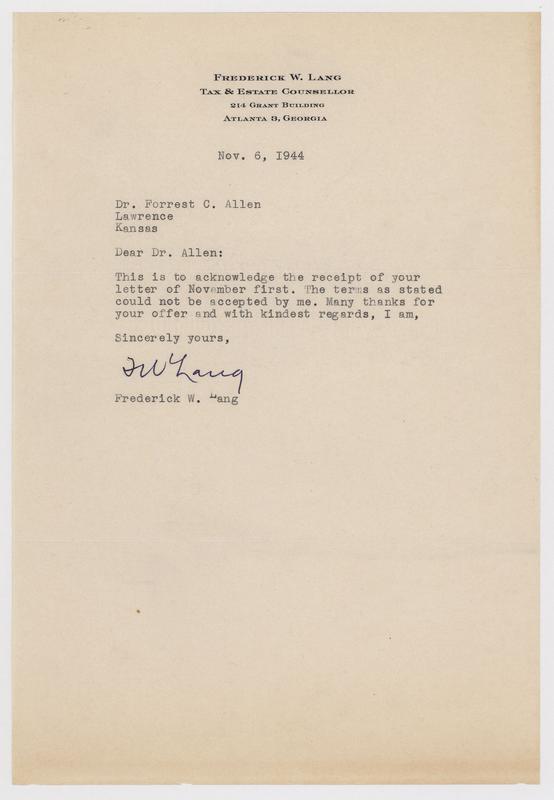 Frederick W. Lang
Tax & Estate Counsellor
214 Grant Building
Atlanta 3, Georgia
Nov. 6, 1944
Dr. Forrest C. Allen
Lawrence
Kansas
Dear Dr. Allen:
This is to acknowledge the receipt of your
letter of November first. The terms as stated
could not be accepted by me. Many thanks for
your offer and with kindest regards, I am,
Sincerely yours,
FW Lang
Frederick W. Lang